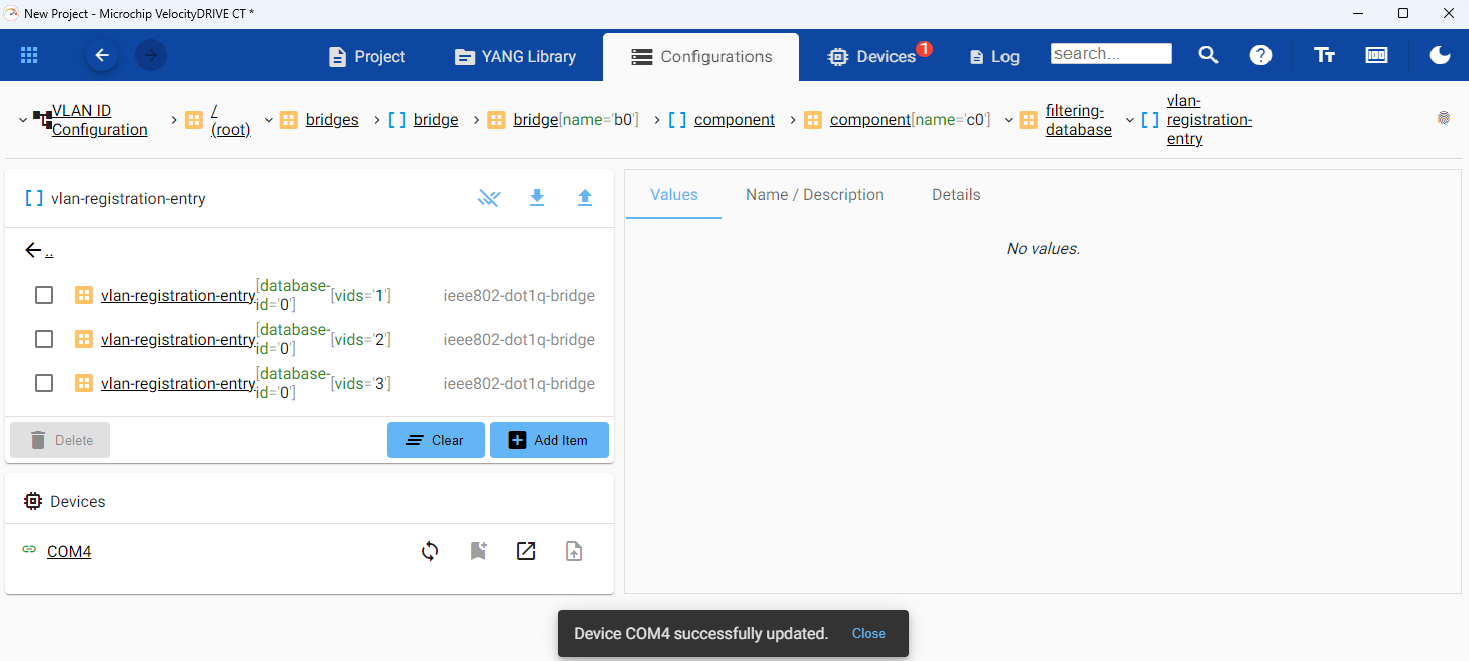 New Project - Microchip VelocityDRIVE CT *
Project
YANG Library
Configurations
Devices 1
Log
search...
VLAN ID
Configuration
/
(root)
bridges
bridge
bridge[name='b0']
component
component[name='c0']
filtering-
database
vlan-
registration-
entry
vlan-registration-entry
..
vlan-registration-entry[database-id='0'][vids='1'] ieee802-dot1q-bridge
vlan-registration-entry[database-id='0'][vids='2'] ieee802-dot1q-bridge
vlan-registration-entry[database-id='0'][vids='3'] ieee802-dot1q-bridge
Delete
Clear
Add Item
Devices
COM4
Values
Name / Description
Details
No values.
Device COM4 successfully updated. Close